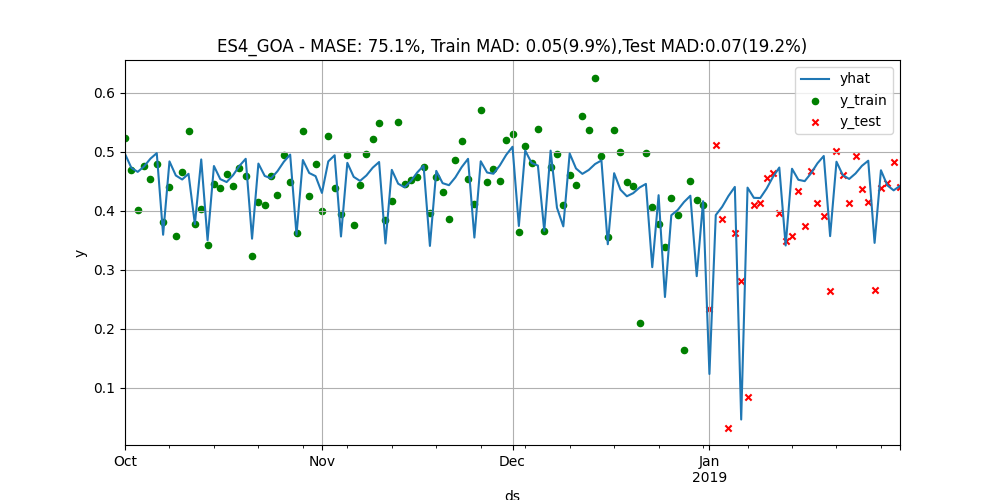 ES4_GOA - MASE: 75.1%, Train MAD: 0.05(9.9%),Test MAD:0.07(19.2%)
yhat
y_train
y_test
0.6
0.5
0.4
0.3
0.2
0.1
y
Oct
Nov
Dec
Jan
2019
ds